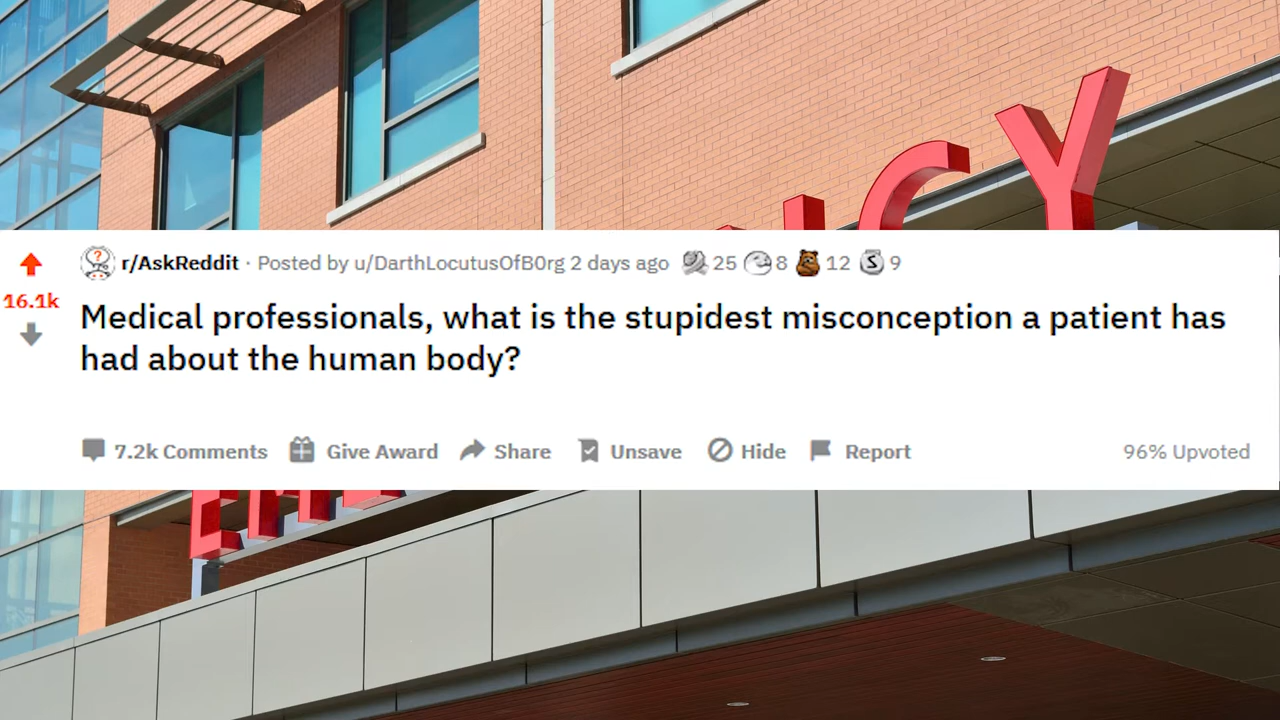 CY
r/AskReddit · Posted by u/DarthLocutusOfB0rg 2 days ago 25 8 12 S 9
16.1k
Medical professionals, what is the stupidest misconception a patient has
had about the human body?
7.2k Comments Give Award Share Unsave Hide Report 96% Upvoted